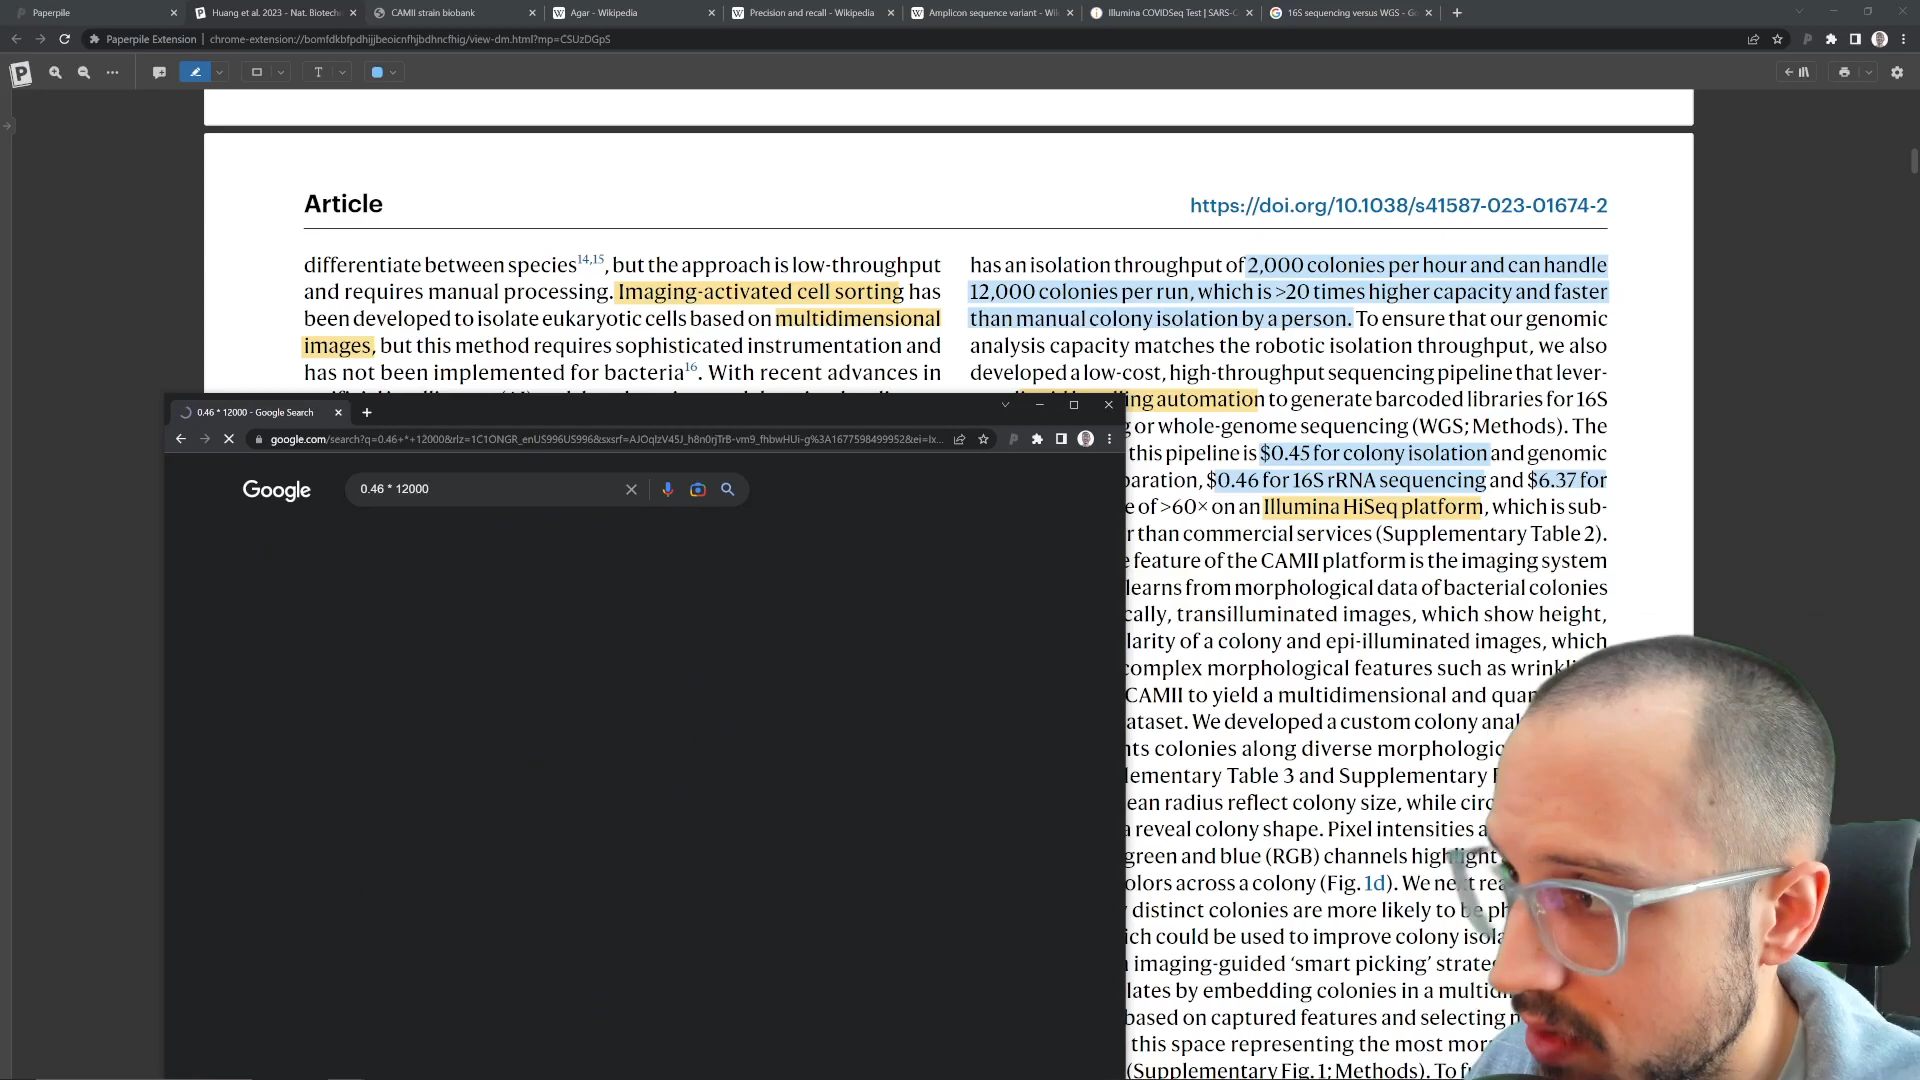 Paperpile
Huang et al. 2023 - Nat. Biotech
CAMII strain biobank
Agar - Wikipedia
Precision and recall - Wikipedia
Amplicon sequence variant - Wi
Illumina COVIDSeq Test | SARS-C
16S sequencing versus WGS - Go
Paperpile Extension | chrome-extension://bomfdkbfpdhijjbeoicnfhjbdhncfhig/view-dm.html?mp=CSUzDGpS
Article
https://doi.org/10.1038/s41587-023-01674-2
differentiate between species14,15, but the approach is low-throughput
and requires manual processing. Imaging-activated cell sorting has
been developed to isolate eukaryotic cells based on multidimensional
images, but this method requires sophisticated instrumentation and
has not been implemented for bacteria16. With recent advances in
has an isolation throughput of 2,000 colonies per hour and can handle
12,000 colonies per run, which is >20 times higher capacity and faster
than manual colony isolation by a person. To ensure that our genomic
analysis capacity matches the robotic isolation throughput, we also
developed a low-cost, high-throughput sequencing pipeline that lever-
automation to generate barcoded libraries for 16S
g or whole-genome sequencing (WGS; Methods). The
this pipeline is $0.45 for colony isolation and genomic
paration, $0.46 for 16S rRNA sequencing and $6.37 for
e of >60× on an Illumina HiSeq platform, which is sub-
r than commercial services (Supplementary Table 2).
e feature of the CAMII platform is the imaging system
learns from morphological data of bacterial colonies
cally, transilluminated images, which show height,
larity of a colony and epi-illuminated images, which
complex morphological features such as wrinkli
CAMII to yield a multidimensional and quan
ataset. We developed a custom colony anal
nts colonies along diverse morphologic
lementary Table 3 and Supplementary F
ean radius reflect colony size, while circ
a reveal colony shape. Pixel intensities a
green and blue (RGB) channels highlight
olors across a colony (Fig. 1d). We next rea
distinct colonies are more likely to be ph
ich could be used to improve colony isola
n imaging-guided ‘smart picking’ strate
lates by embedding colonies in a multidi
based on captured features and selecting
this space representing the most mor
(Supplementary Fig. 1; Methods). To f
0.46 * 12000 - Google Search
google.com/search?q=0.46+*+12000&rlz=1C1ONGR_enUS996US996&sxsrf=AJOqlzV45J_h8n0rjTrB-vm9_fhbwHUi-g%3A1677598499952&ei=Ix...
Google
0.46 * 12000